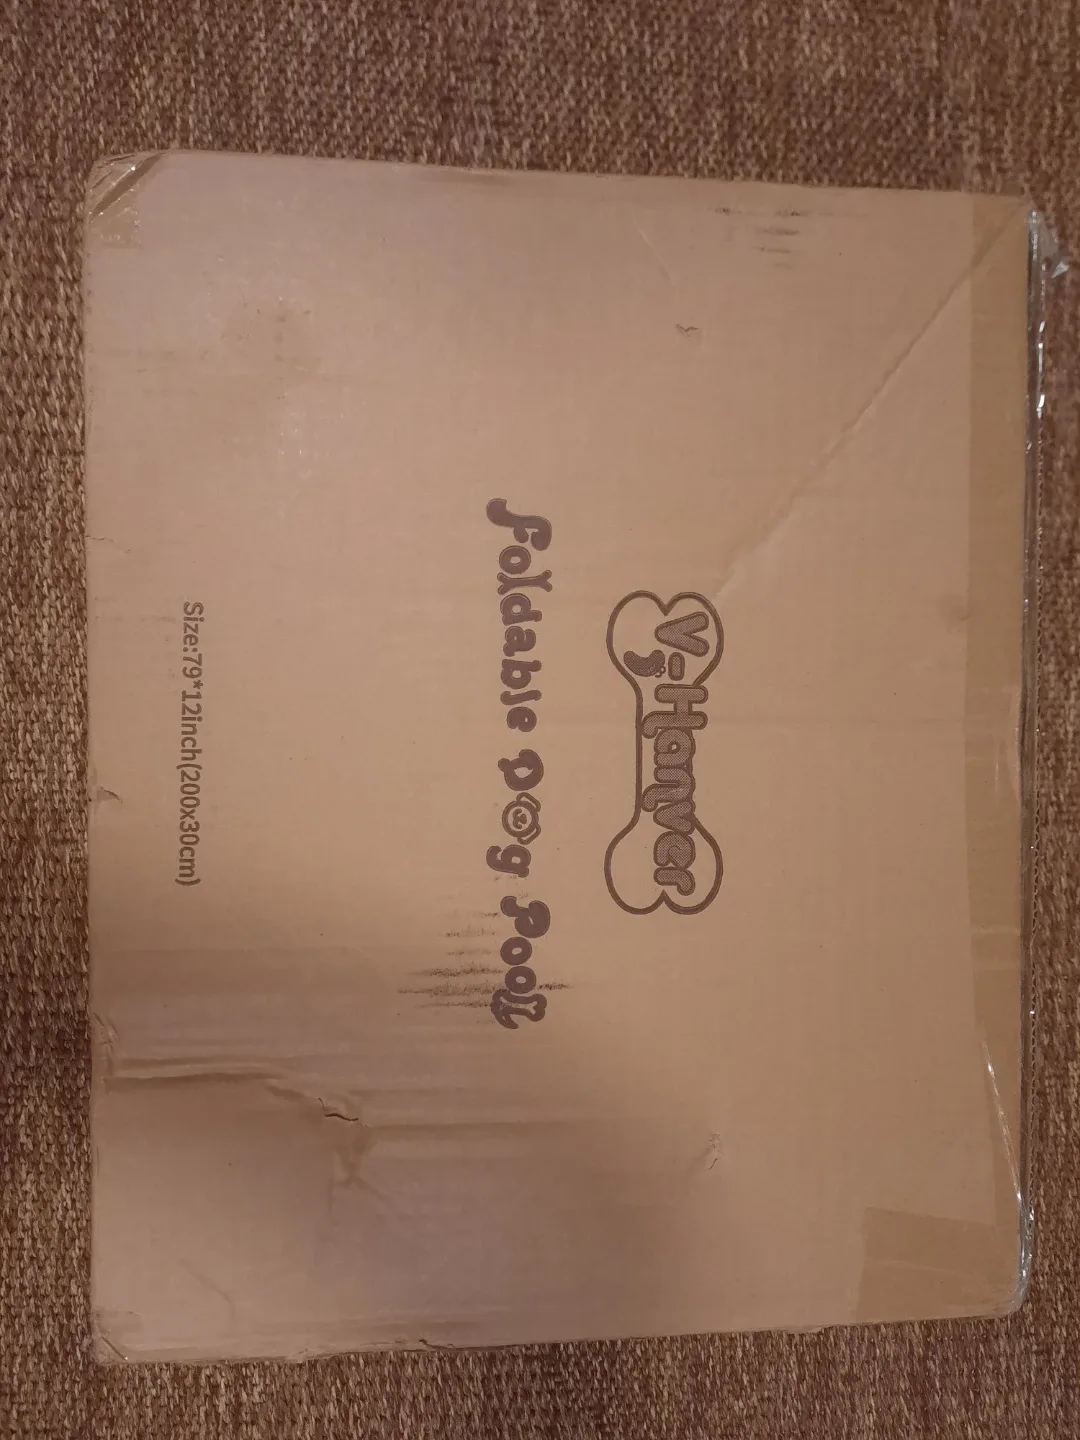 V-Hanver
Foldable Dog Pool
Size:79*12inch(200x30cm)